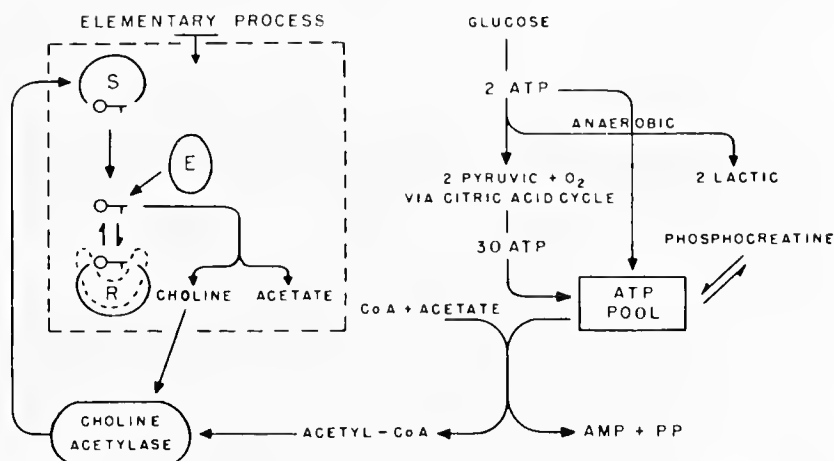 ELEMENTARY PROCESS
S
E
R
CHOLINE
ACETATE
CHOLINE
ACETYLASE
GLUCOSE
2 ATP
ANAEROBIC
2 PYRUVIC + O2
VIA CITRIC ACID CYCLE
2 LACTIC
30 ATP
PHOSPHOCREATINE
ATP
POOL
CoA + ACETATE
ACETYL-CoA
AMP + PP